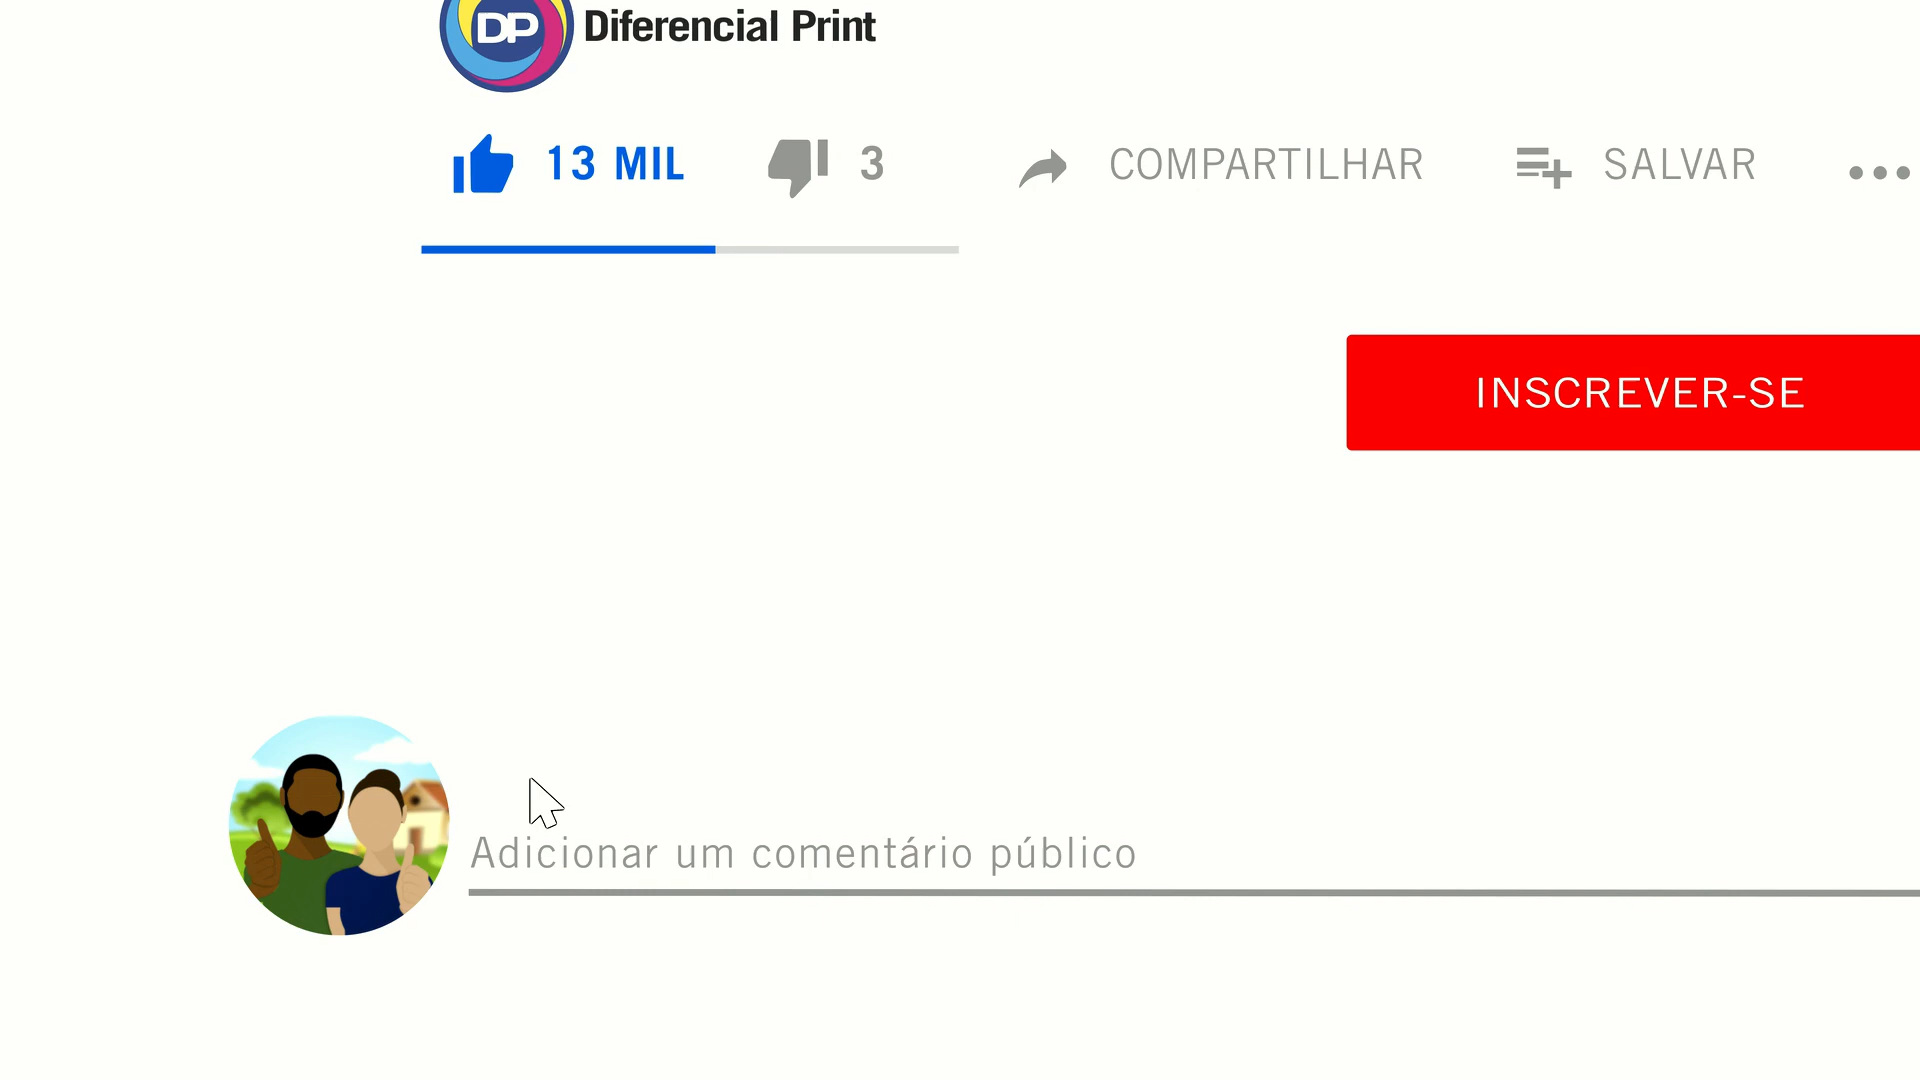 DP Diferencial Print
13 MIL 3 COMPARTILHAR SALVAR
INSCREVER-SE
Adicionar um comentário público